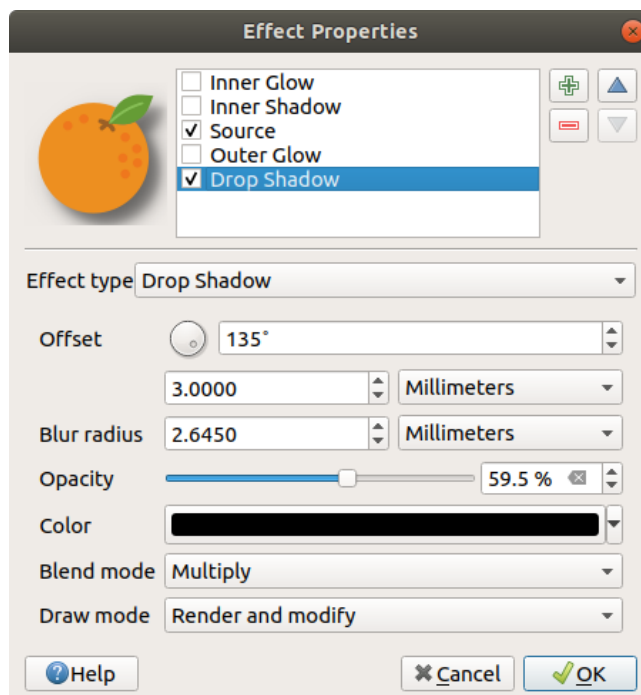 Effect Properties
Inner Glow
Inner Shadow
Source
Outer Glow
Drop Shadow
Effect type Drop Shadow
Offset 135°
3.0000 Millimeters
Blur radius 2.6450 Millimeters
Opacity 59.5 %
Color
Blend mode Multiply
Draw mode Render and modify
Help Cancel OK